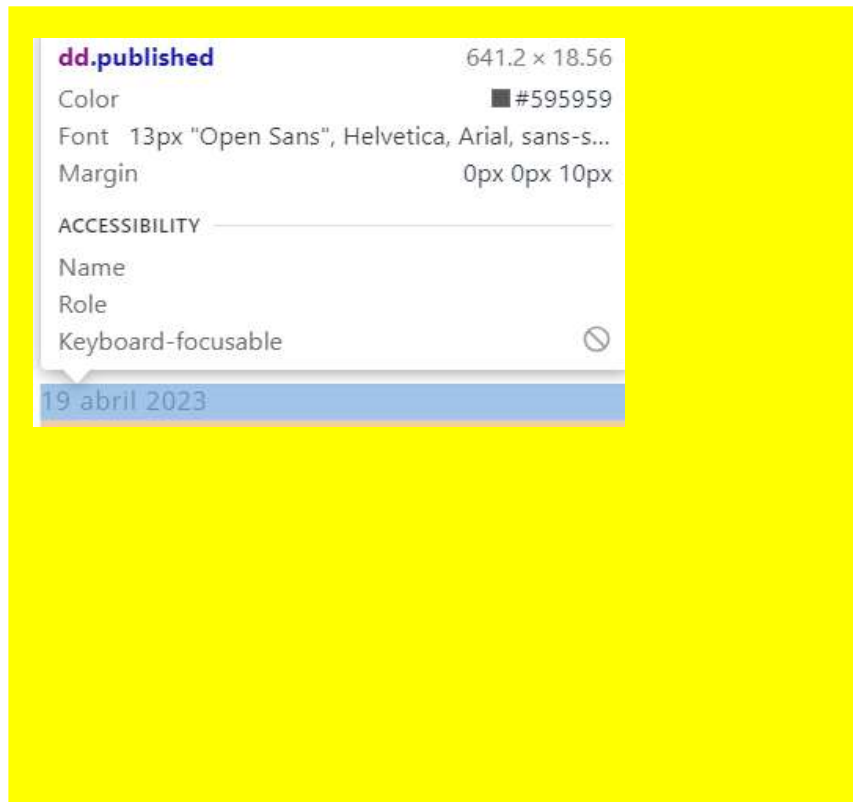 dd.published 641.2 × 18.56
Color #595959
Font 13px "Open Sans", Helvetica, Arial, sans-s...
Margin 0px 0px 10px
ACCESSIBILITY
Name
Role
Keyboard-focusable
19 abril 2023